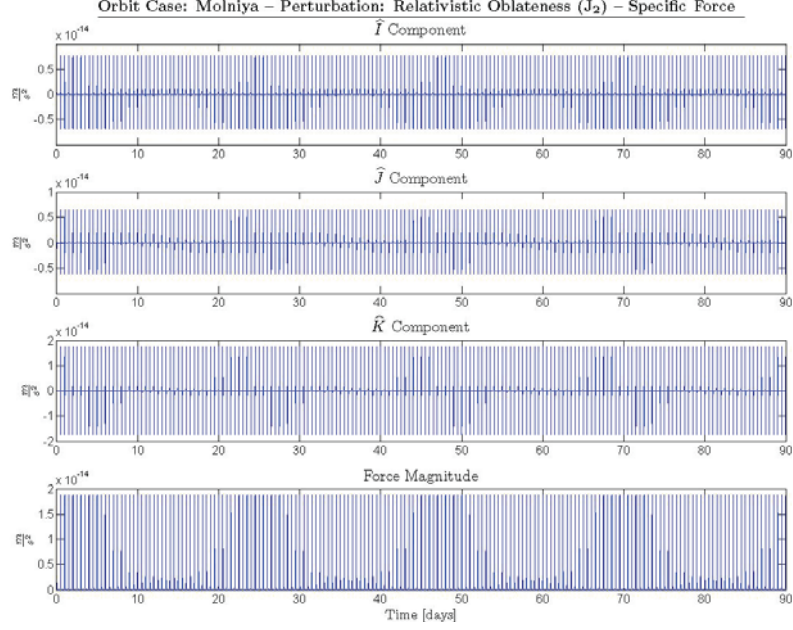 Orbit Case: Molniya – Perturbation: Relativistic Oblateness (J₂) – Specific Force
Î Component
x 10⁻¹⁴
0.5
0
-0.5
m/s²
0 10 20 30 40 50 60 70 80 90
Ĵ Component
x 10⁻¹⁴
1
0.5
0
-0.5
m/s²
0 10 20 30 40 50 60 70 80 90
K̂ Component
x 10⁻¹⁴
2
1
0
-1
-2
m/s²
0 10 20 30 40 50 60 70 80 90
Force Magnitude
x 10⁻¹⁴
2
1.5
1
0.5
0
m/s²
0 10 20 30 40 50 60 70 80 90
Time [days]